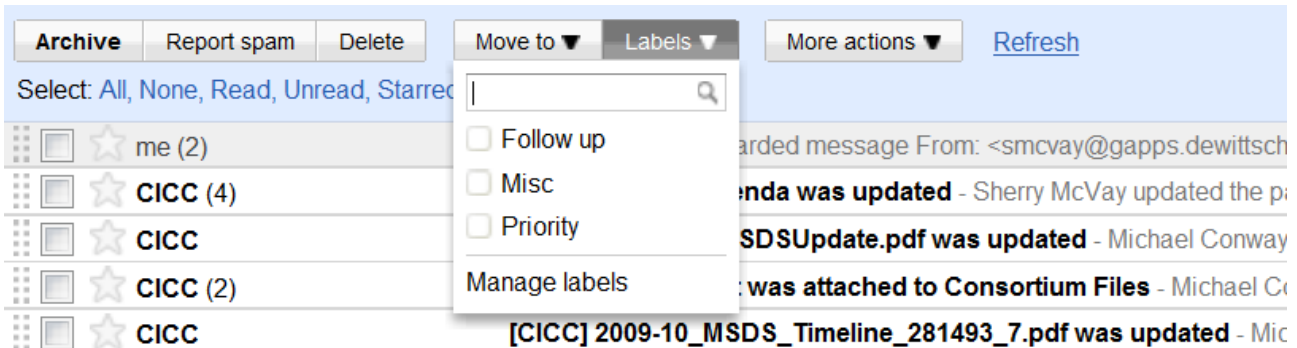 Archive Report spam Delete Move to Labels More actions Refresh
Select: All, None, Read, Unread, Starred
Follow up
Misc
Priority
Manage labels
me (2) arded message From: <smcvay@gapps.dewittsch
CICC (4) enda was updated - Sherry McVay updated the pa
CICC SDSUpdate.pdf was updated - Michael Conway
CICC (2) was attached to Consortium Files - Michael Co
CICC [CICC] 2009-10_MSDS_Timeline_281493_7.pdf was updated - Mic